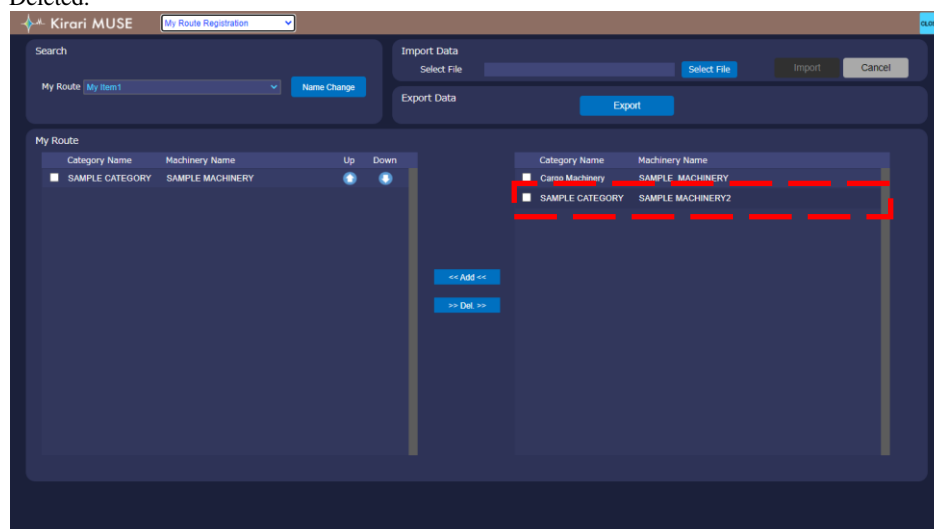 Deleted.
Kirari MUSE My Route Registration
Search
My Route My Item1 Name Change
Import Data
Select File Select File Import Cancel
Export Data
Export
My Route
Category Name Machinery Name Up Down
SAMPLE CATEGORY SAMPLE MACHINERY
<< Add <<
>> Del. >>
Category Name Machinery Name
Cargo Machinery SAMPLE MACHINERY
SAMPLE CATEGORY SAMPLE MACHINERY2